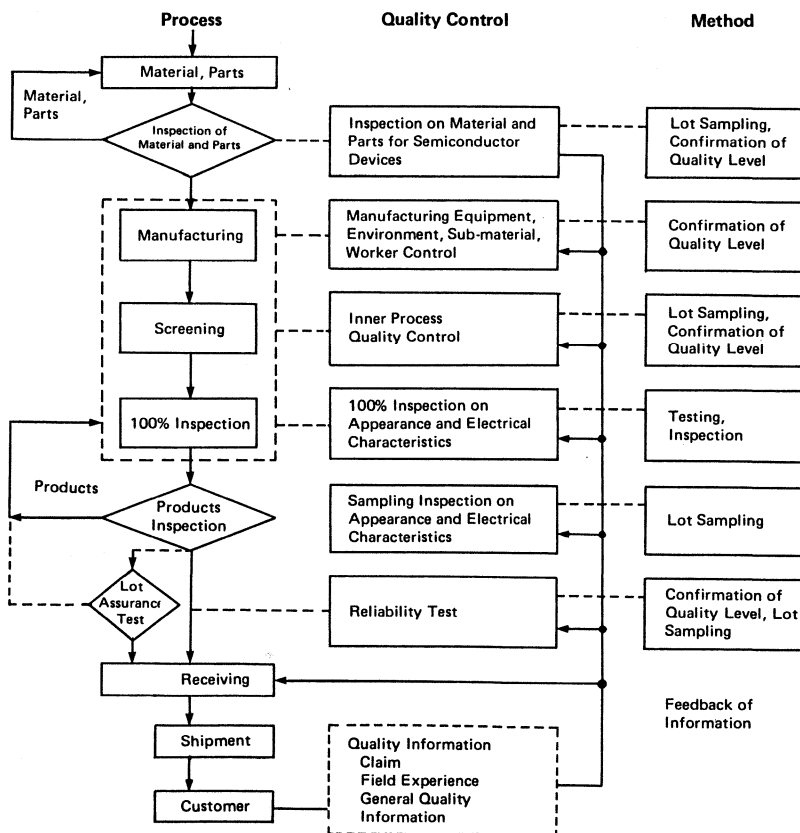 Process
Quality Control
Method
Material, Parts
Material,
Parts
Inspection of
Material and Parts
Inspection on Material and
Parts for Semiconductor
Devices
Lot Sampling,
Confirmation of
Quality Level
Manufacturing
Manufacturing Equipment,
Environment, Sub-material,
Worker Control
Confirmation of
Quality Level
Screening
Inner Process
Quality Control
Lot Sampling,
Confirmation of
Quality Level
100% Inspection
100% Inspection on
Appearance and Electrical
Characteristics
Testing,
Inspection
Products
Products
Inspection
Sampling Inspection on
Appearance and Electrical
Characteristics
Lot Sampling
Lot
Assurance
Test
Reliability Test
Confirmation of
Quality Level, Lot
Sampling
Receiving
Feedback of
Information
Shipment
Quality Information
Claim
Field Experience
General Quality
Information
Customer